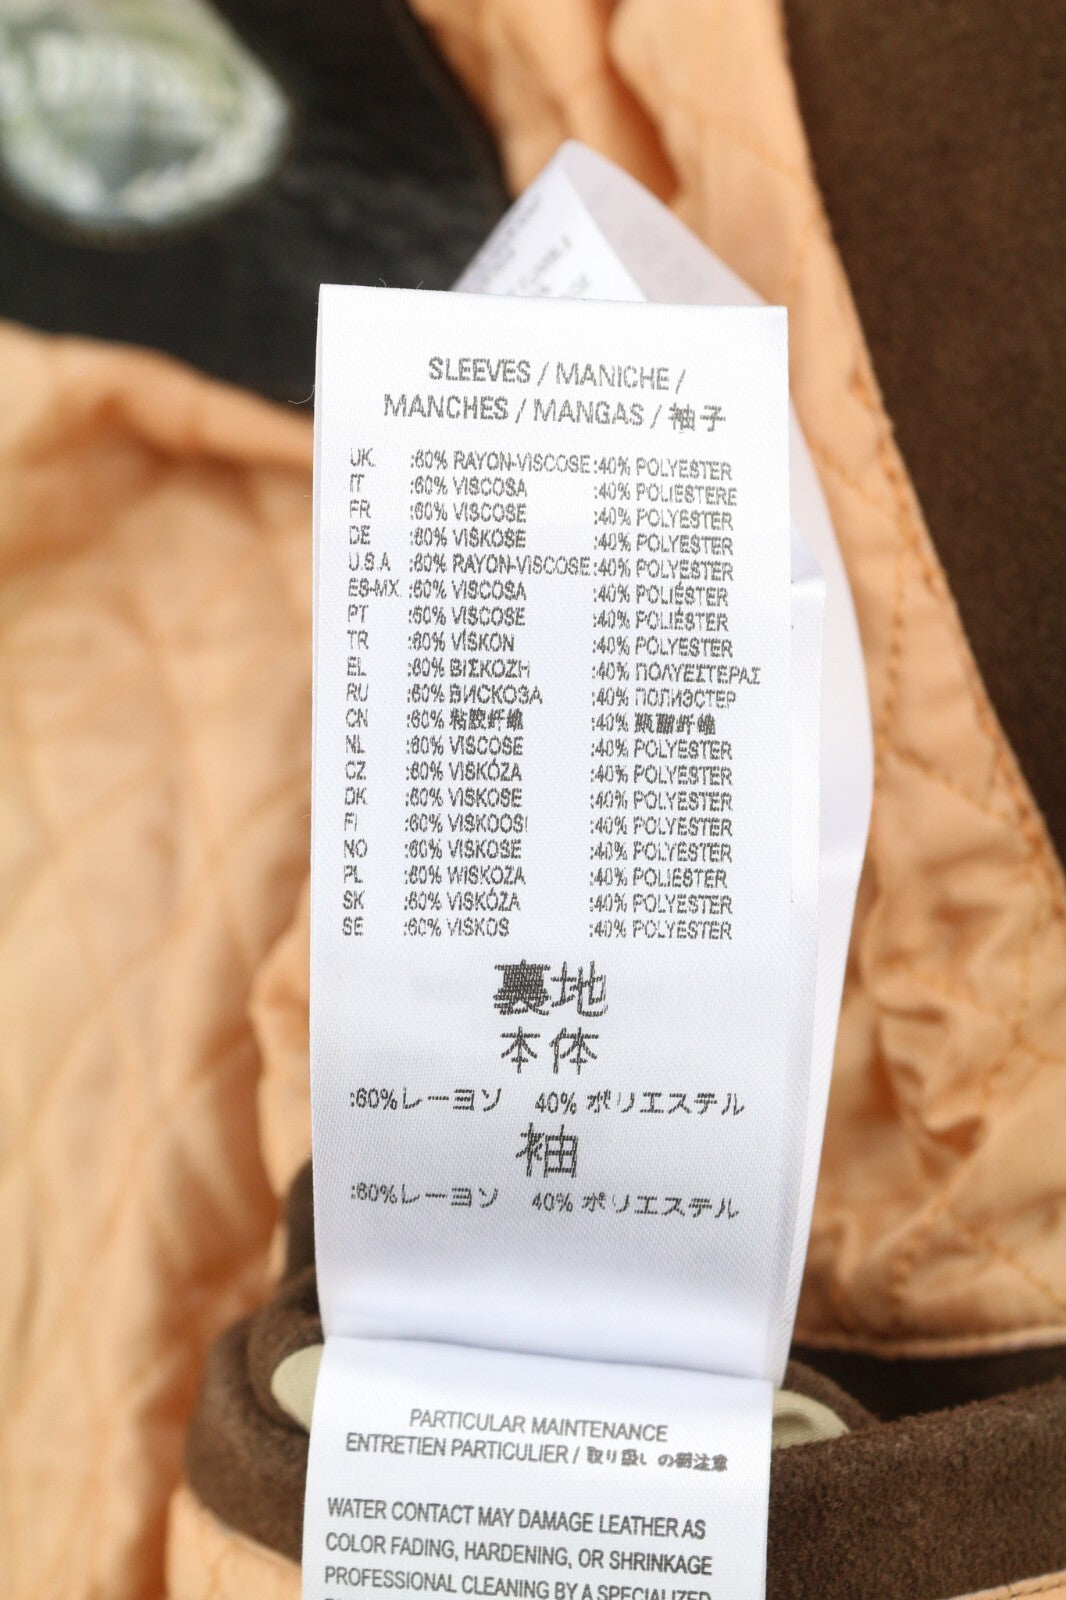 SLEEVES / MANICHE /
MANCHES / MANGAS / 袖子
UK. :60% RAYON-VISCOSE :40% POLYESTER
IT :60% VISCOSA :40% POLIESTERE
FR :60% VISCOSE :40% POLYESTER
DE :60% VISKOSE :40% POLYESTER
U.S.A :60% RAYON-VISCOSE :40% POLYESTER
ES-MX. :60% VISCOSA :40% POLIÉSTER
PT :60% VISCOSE :40% POLIÉSTER
TR :60% VİSKON :40% POLYESTER
EL :60% ΒΙΣΚΟΖΗ :40% ΠΟΛΥΕΣΤΕΡΑΣ
RU :60% ВИСКОЗА :40% ПОЛИЭСТЕР
CN :60% 粘胶纤维 :40% 聚酯纤维
NL :60% VISCOSE :40% POLYESTER
CZ :60% VISKÓZA :40% POLYESTER
DK :60% VISKOSE :40% POLYESTER
FI :60% VISKOOSI :40% POLYESTER
NO :60% VISKOSE :40% POLYESTER
PL :60% WISKOZA :40% POLIESTER
SK :60% VISKÓZA :40% POLYESTER
SE :60% VISKOS :40% POLYESTER
裏地
本体
:60%レーヨン 40% ポリエステル
袖
:60%レーヨン 40% ポリエステル
PARTICULAR MAINTENANCE
ENTRETIEN PARTICULIER / 取り扱いの御注意
WATER CONTACT MAY DAMAGE LEATHER AS
COLOR FADING, HARDENING, OR SHRINKAGE
PROFESSIONAL CLEANING BY A SPECIALIZED